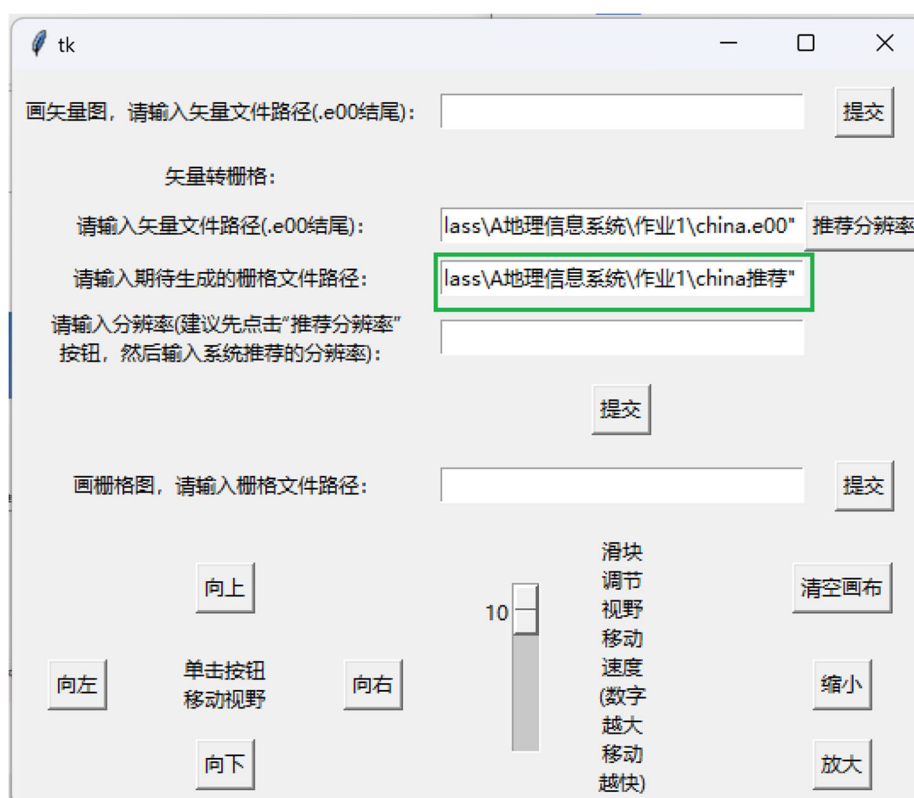 tk
画矢量图，请输入矢量文件路径(.e00结尾)：
提交
矢量转栅格：
请输入矢量文件路径(.e00结尾)：
lass\A地理信息系统\作业1\china.e00"
推荐分辨率
请输入期待生成的栅格文件路径：
lass\A地理信息系统\作业1\china推荐"
请输入分辨率(建议先点击“推荐分辨率”
按钮，然后输入系统推荐的分辨率)：
提交
画栅格图，请输入栅格文件路径：
提交
向上
10
滑块
调节
视野
移动
速度
(数字
越大
移动
越快)
清空画布
向左
单击按钮
移动视野
向右
缩小
向下
放大